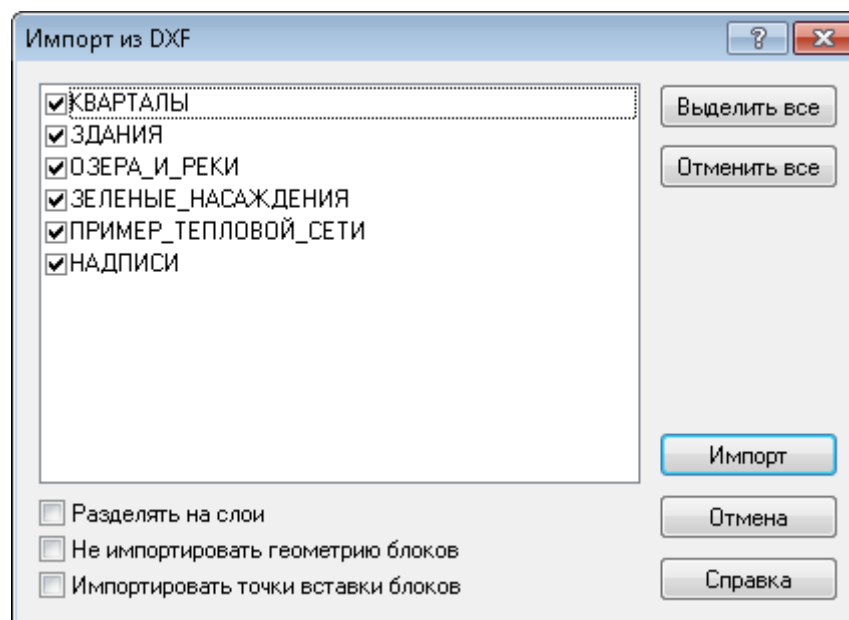 Импорт из DXF
КВАРТАЛЫ
ЗДАНИЯ
ОЗЕРА_И_РЕКИ
ЗЕЛЕНЫЕ_НАСАЖДЕНИЯ
ПРИМЕР_ТЕПЛОВОЙ_СЕТИ
НАДПИСИ
Выделить все
Отменить все
Импорт
Отмена
Справка
Разделять на слои
Не импортировать геометрию блоков
Импортировать точки вставки блоков